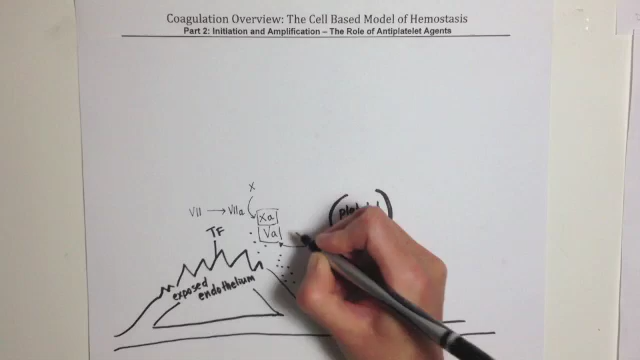 Coagulation Overview: The Cell Based Model of Hemostasis
Part 2: Initiation and Amplification – The Role of Antiplatelet Agents
X
VII → VIIa
Xa
Va
TF
exposed
endothelium